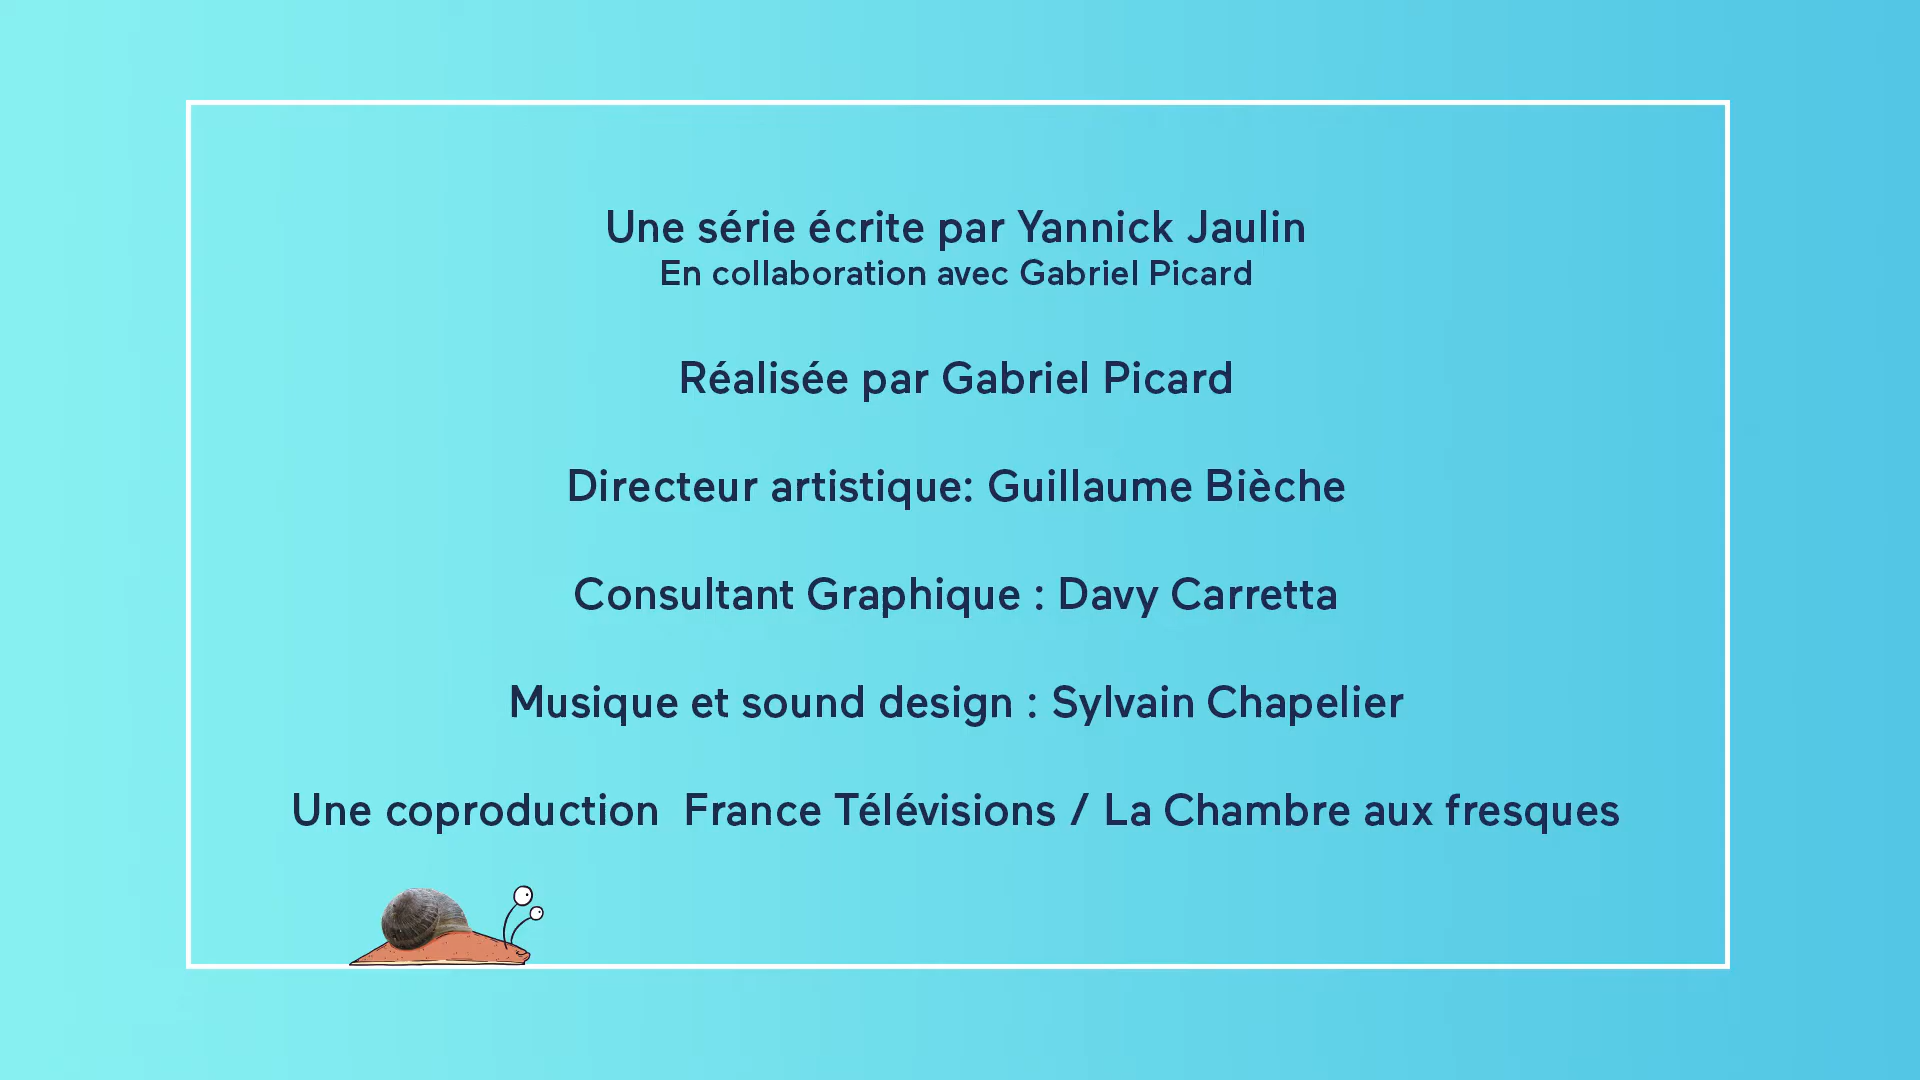 Une série écrite par Yannick Jaulin
En collaboration avec Gabriel Picard
Réalisée par Gabriel Picard
Directeur artistique: Guillaume Bièche
Consultant Graphique : Davy Carretta
Musique et sound design : Sylvain Chapelier
Une coproduction  France Télévisions / La Chambre aux fresques